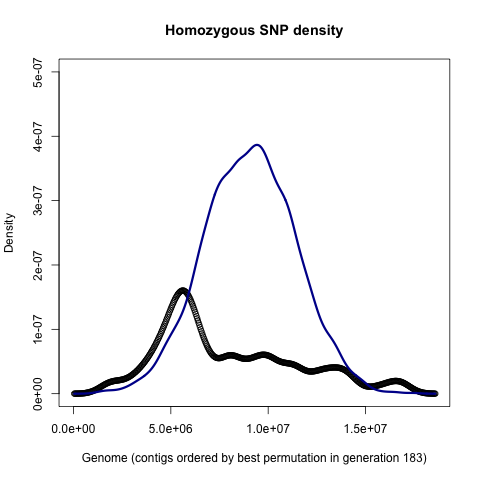 Homozygous SNP density
5e-07
4e-07
3e-07
2e-07
1e-07
0e+00
Density
0.0e+00 5.0e+06 1.0e+07 1.5e+07
Genome (contigs ordered by best permutation in generation 183)